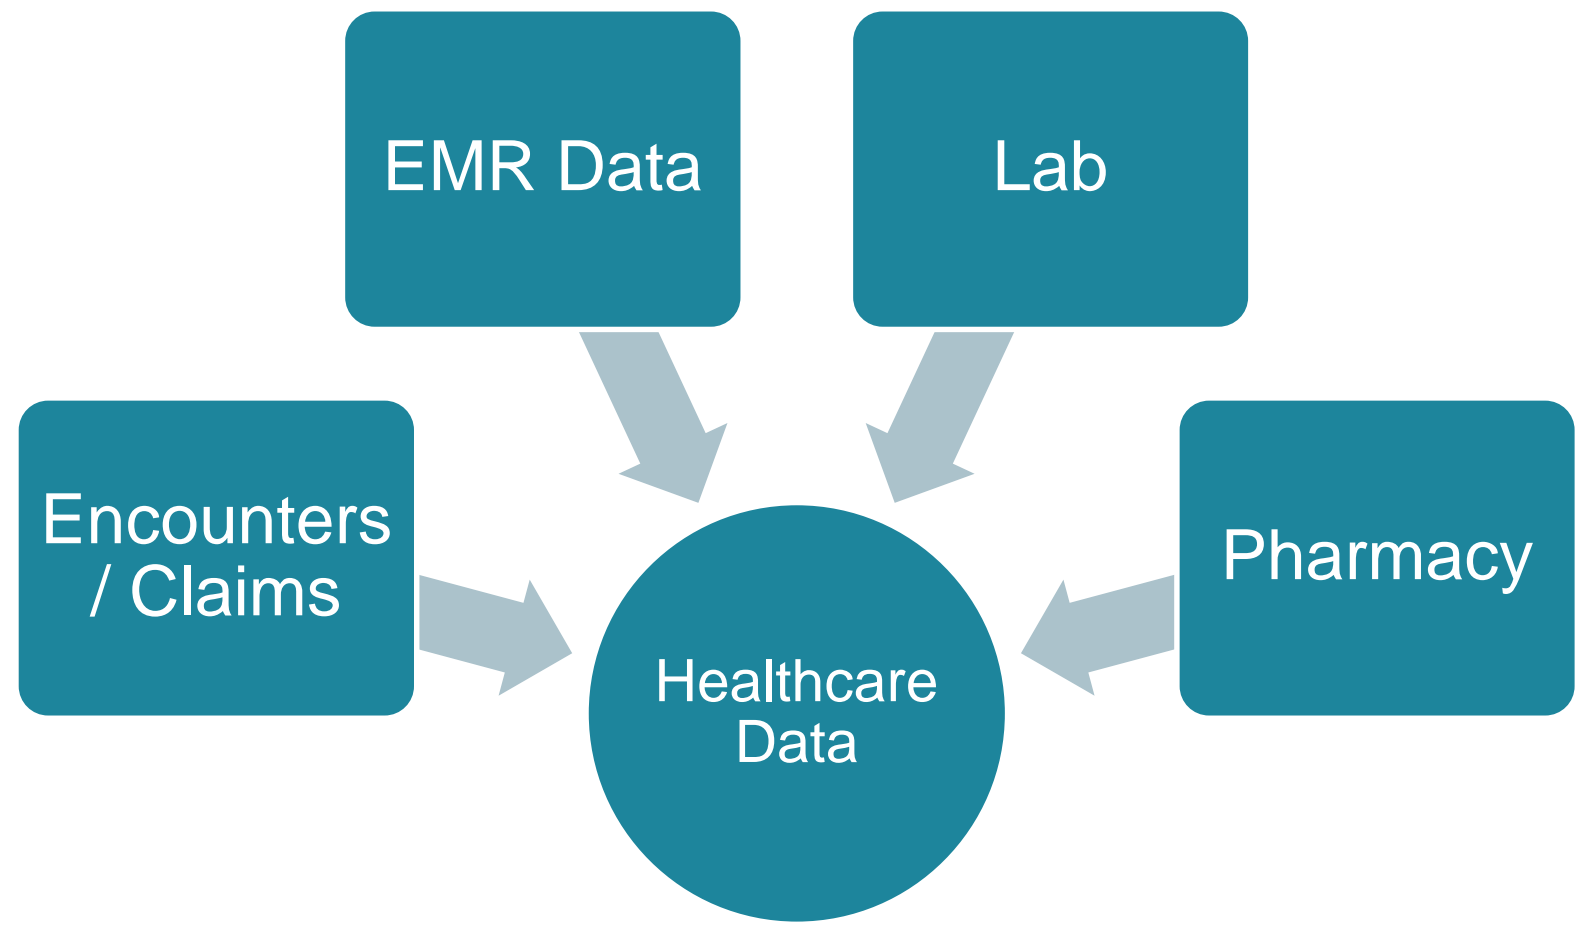 EMR Data
Lab
Encounters
/ Claims
Pharmacy
Healthcare
Data